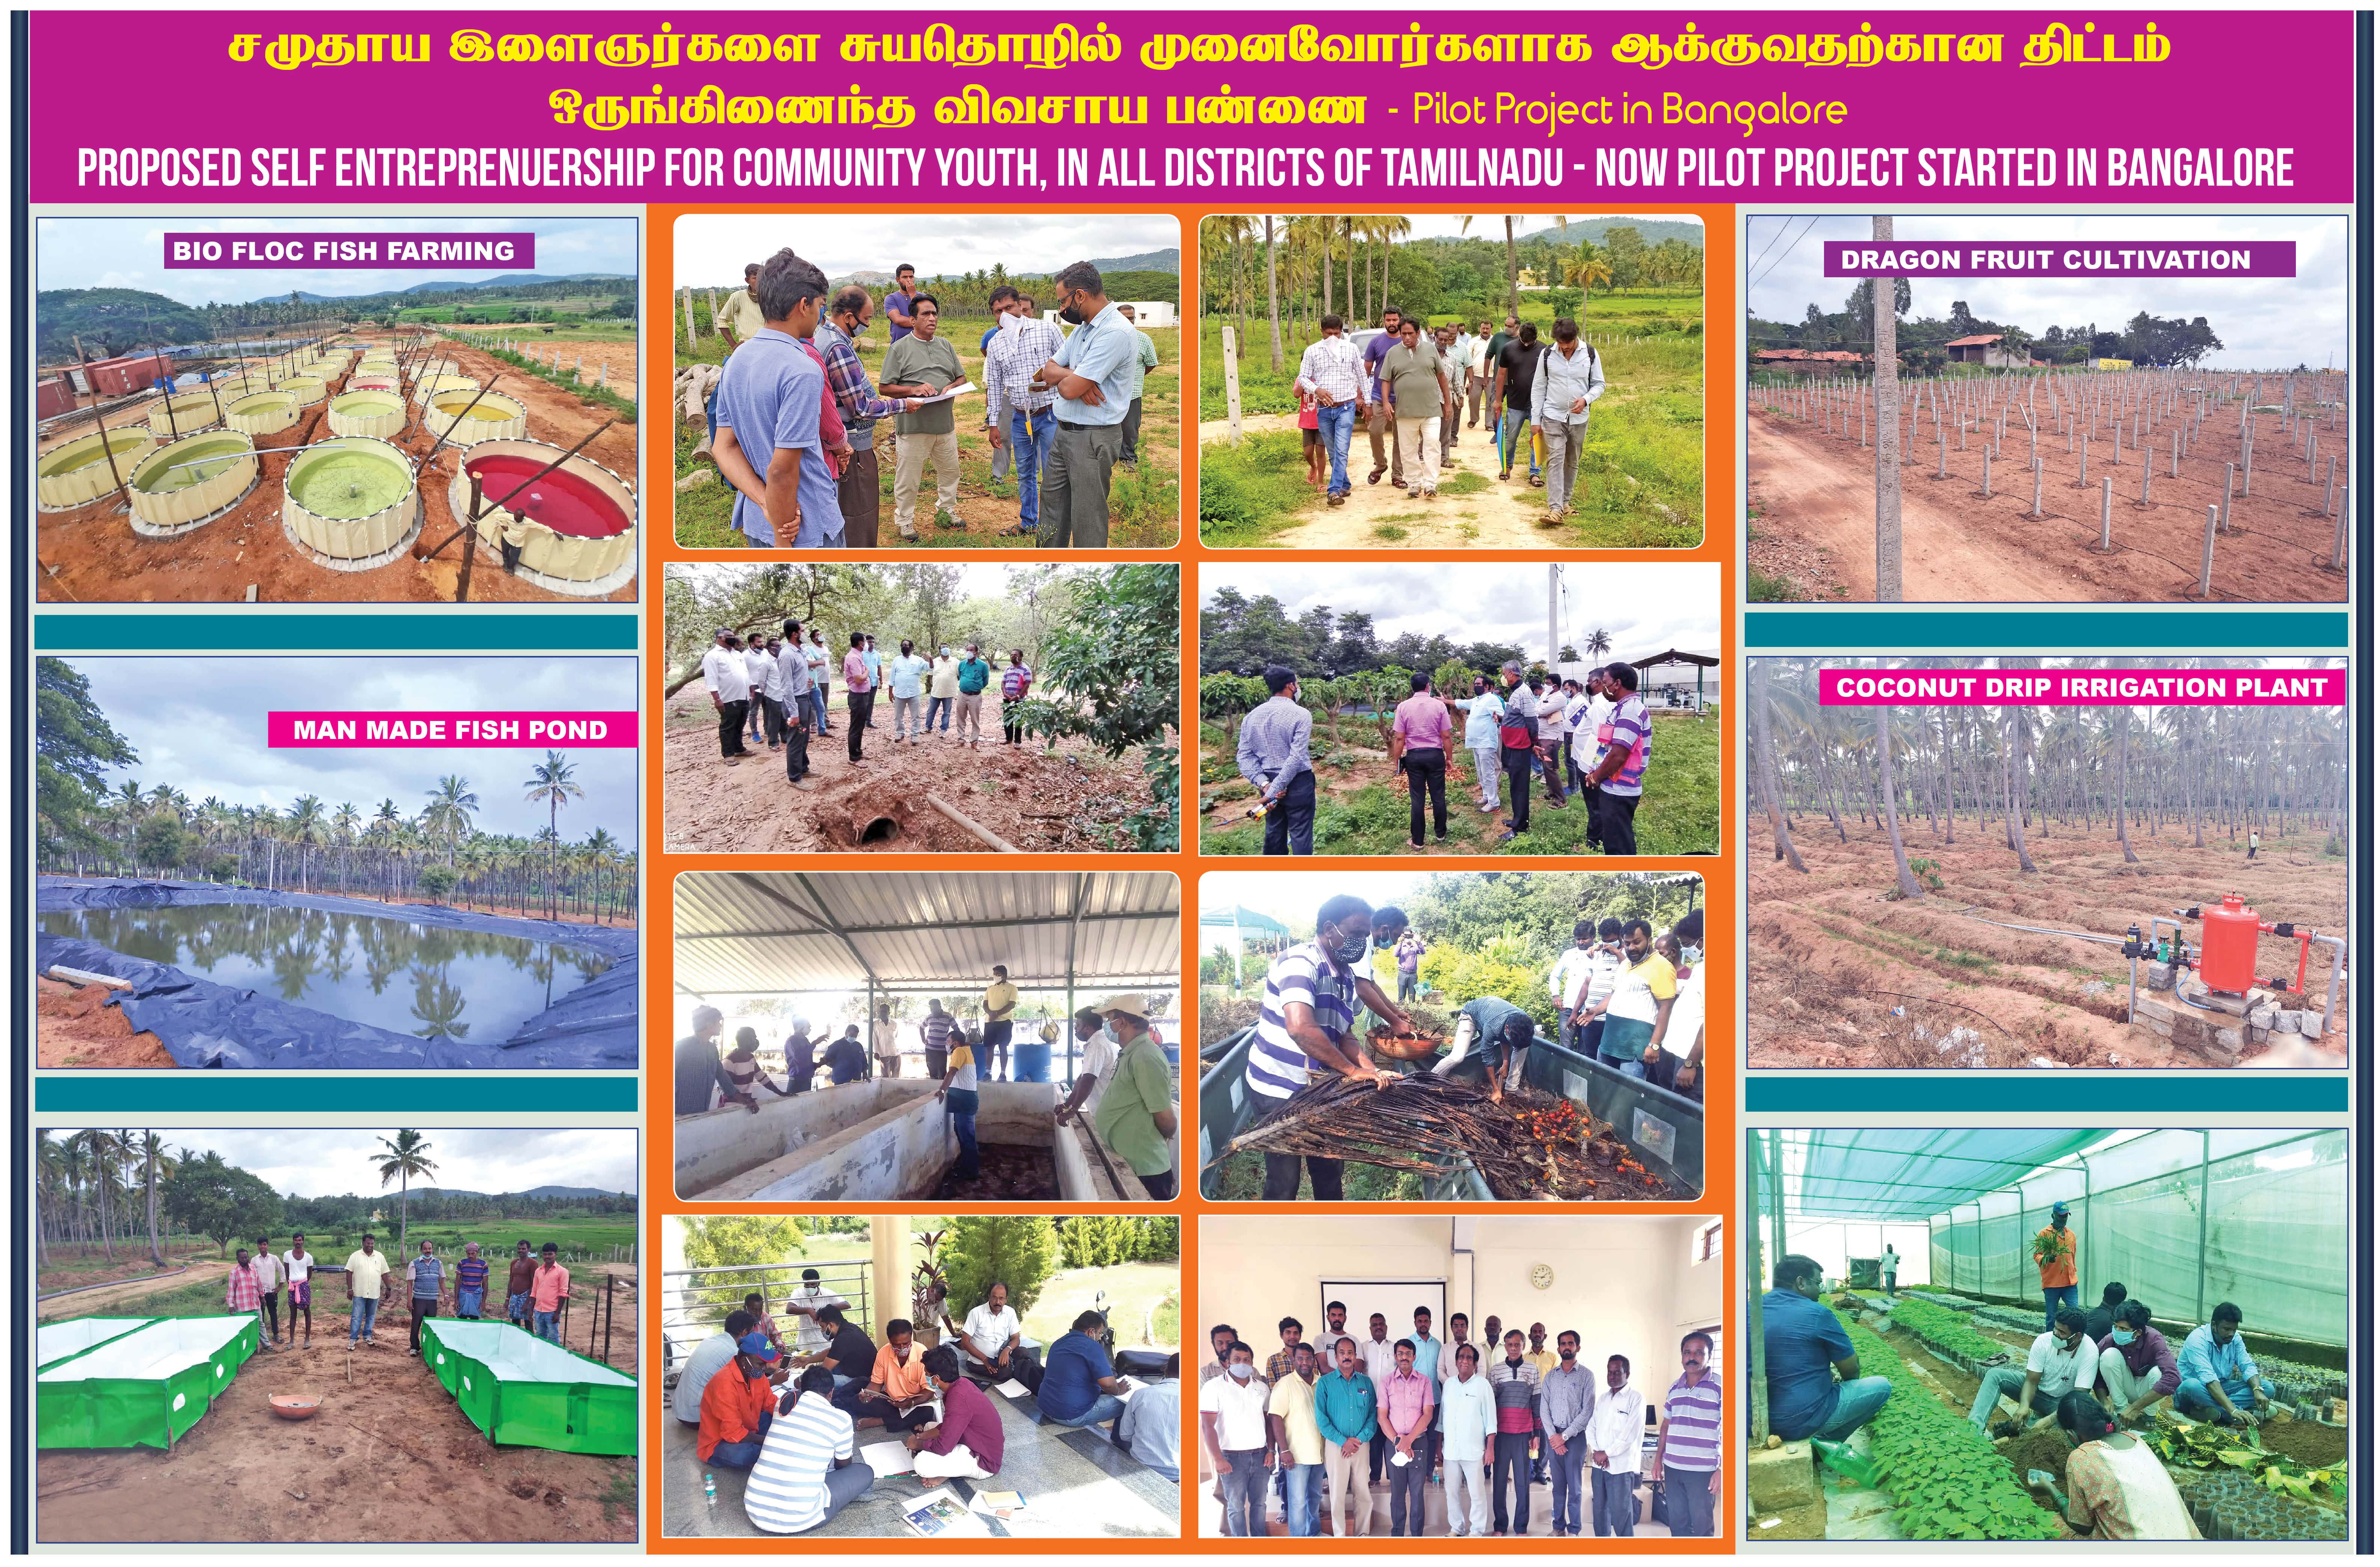 சமுதாய இளைஞர்களை சுயதொழில் முனைவோர்களாக ஆக்குவதற்கான திட்டம்
ஒருங்கிணைந்த விவசாய பண்ணை - Pilot Project in Bangalore
PROPOSED SELF ENTREPRENUERSHIP FOR COMMUNITY YOUTH, IN ALL DISTRICTS OF TAMILNADU - NOW PILOT PROJECT STARTED IN BANGALORE
BIO FLOC FISH FARMING
DRAGON FRUIT CULTIVATION
MAN MADE FISH POND
COCONUT DRIP IRRIGATION PLANT